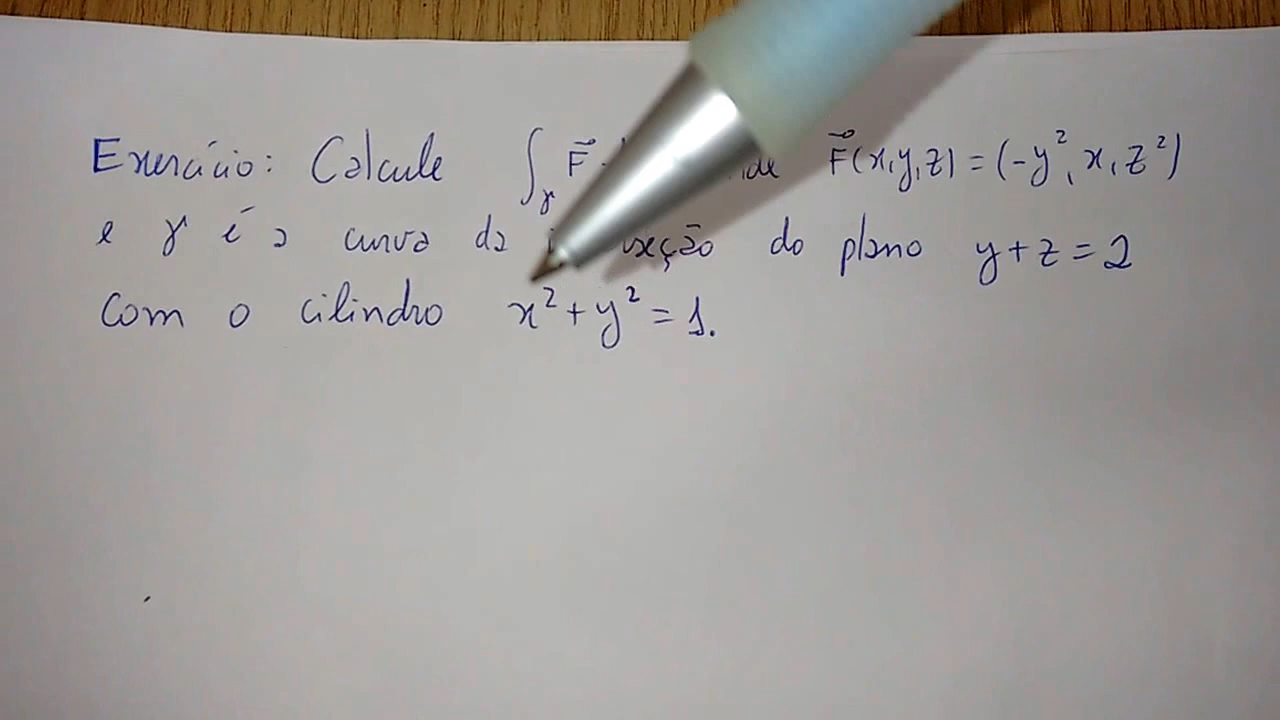 Exercício: Calcule ∫γ F⃗ F⃗(x,y,z) = (-y², x, z²)
e γ é a curva da do plano y + z = 2
com o cilindro x² + y² = 1.